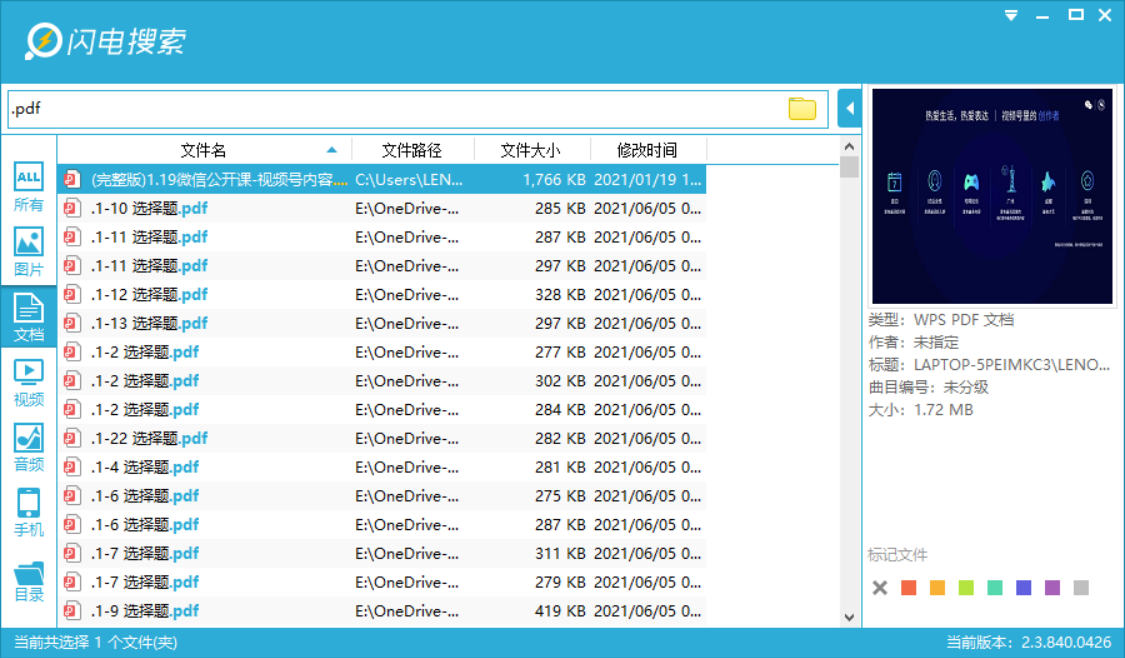 闪电搜索
.pdf
文件名 文件路径 文件大小 修改时间
(完整版)1.19微信公开课-视频号内容.... C:\Users\LEN... 1,766 KB 2021/01/19 1...
.1-10 选择题.pdf E:\OneDrive-... 285 KB 2021/06/05 0...
.1-11 选择题.pdf E:\OneDrive-... 287 KB 2021/06/05 0...
.1-11 选择题.pdf E:\OneDrive-... 297 KB 2021/06/05 0...
.1-12 选择题.pdf E:\OneDrive-... 328 KB 2021/06/05 0...
.1-13 选择题.pdf E:\OneDrive-... 297 KB 2021/06/05 0...
.1-2 选择题.pdf E:\OneDrive-... 277 KB 2021/06/05 0...
.1-2 选择题.pdf E:\OneDrive-... 302 KB 2021/06/05 0...
.1-2 选择题.pdf E:\OneDrive-... 284 KB 2021/06/05 0...
.1-22 选择题.pdf E:\OneDrive-... 282 KB 2021/06/05 0...
.1-4 选择题.pdf E:\OneDrive-... 281 KB 2021/06/05 0...
.1-6 选择题.pdf E:\OneDrive-... 275 KB 2021/06/05 0...
.1-6 选择题.pdf E:\OneDrive-... 287 KB 2021/06/05 0...
.1-7 选择题.pdf E:\OneDrive-... 311 KB 2021/06/05 0...
.1-7 选择题.pdf E:\OneDrive-... 279 KB 2021/06/05 0...
.1-9 选择题.pdf E:\OneDrive-... 419 KB 2021/06/05 0...
ALL
所有
图片
文档
视频
音频
手机
目录
热爱生活，热爱表达 | 视频号里的 创作者
类型：WPS PDF 文档
作者：未指定
标题：LAPTOP-5PEIMKC3\LENO...
曲目编号：未分级
大小：1.72 MB
标记文件
当前共选择 1 个文件(夹)
当前版本：2.3.840.0426